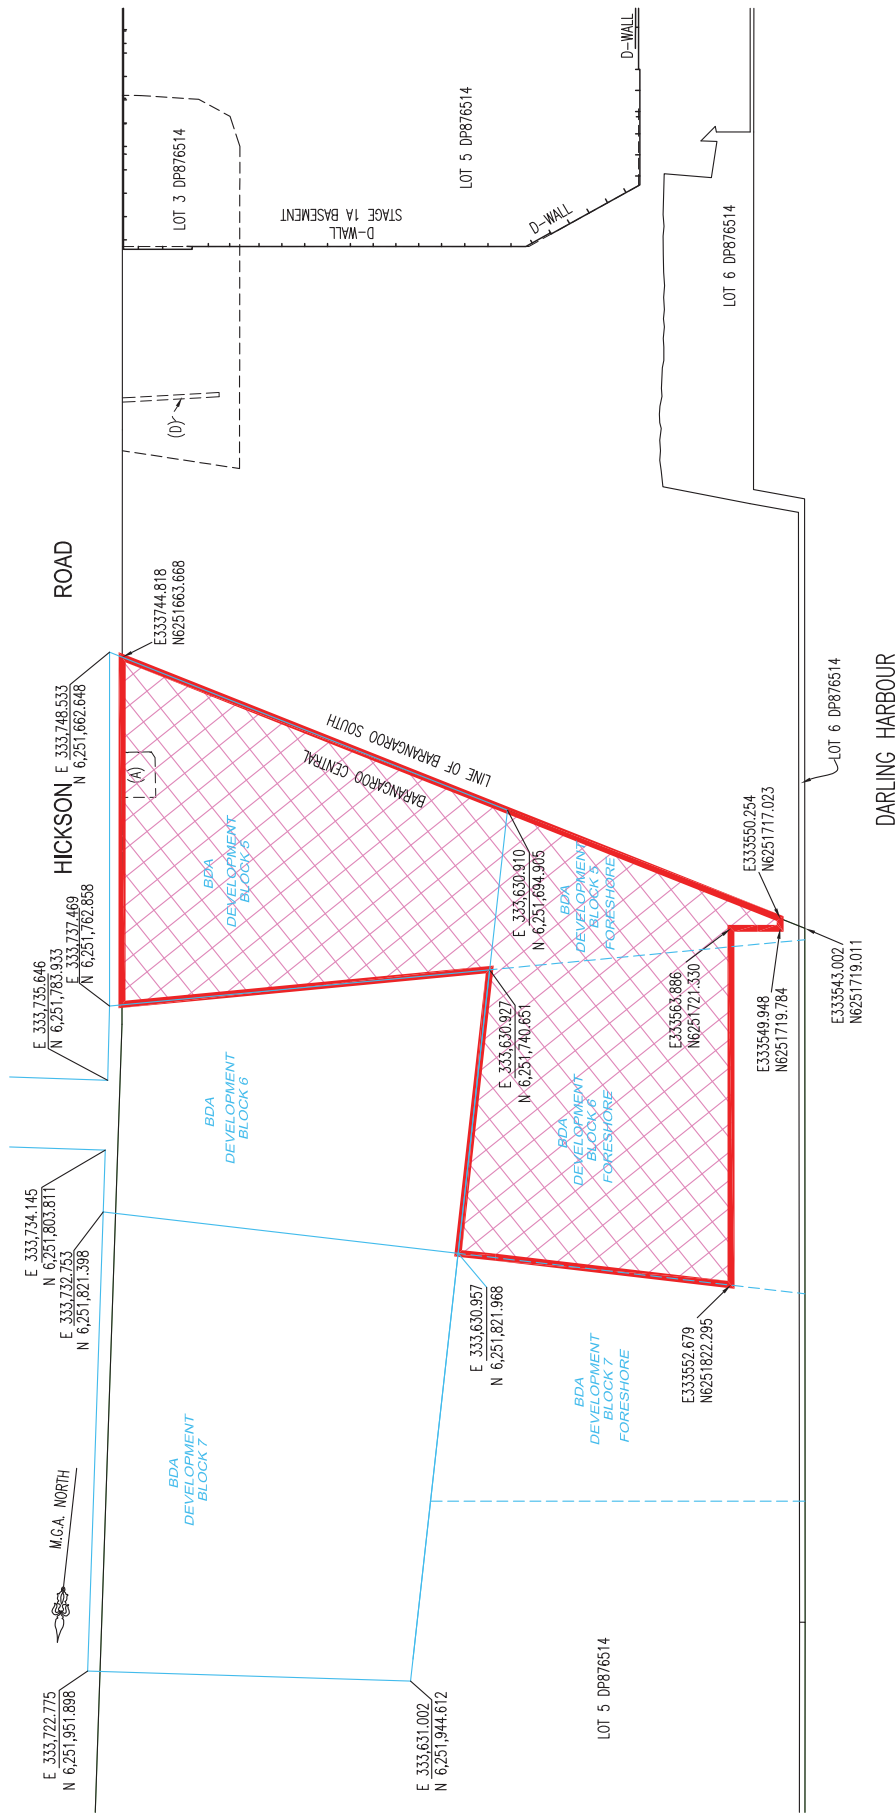 HICKSON ROAD
M.G.A. NORTH
E 333,722.775
N 6,251,951.898
E 333,734.145
N 6,251,803.811
E 333,732.753
N 6,251,821.398
E 333,735.646
N 6,251,783.933
E 333,737.469
N 6,251,762.858
E 333,748.533
N 6,251,662.648
E333744.818
N6251663.668
(A)
(D)
LOT 3 DP876514
D-WALL
STAGE 1A BASEMENT
LOT 5 DP876514
D-WALL
D-WALL
BDA
DEVELOPMENT
BLOCK 7
BDA
DEVELOPMENT
BLOCK 6
BDA
DEVELOPMENT
BLOCK 5
BARANGAROO CENTRAL
LINE OF BARANGAROO SOUTH
E 333,631.002
N 6,251,944.612
E 333,630.957
N 6,251,821.968
E 333,630.927
N 6,251,740.651
E 333,630.910
N 6,251,694.905
BDA
DEVELOPMENT
BLOCK 7
FORESHORE
BDA
DEVELOPMENT
BLOCK 6
FORESHORE
BDA
DEVELOPMENT
BLOCK 5
FORESHORE
LOT 5 DP876514
E333552.679
N6251822.295
E333563.886
N6251721.330
E333549.948
N6251719.784
E333550.254
N6251717.023
E333543.002
N6251719.011
LOT 6 DP876514
LOT 6 DP876514
DARLING HARBOUR